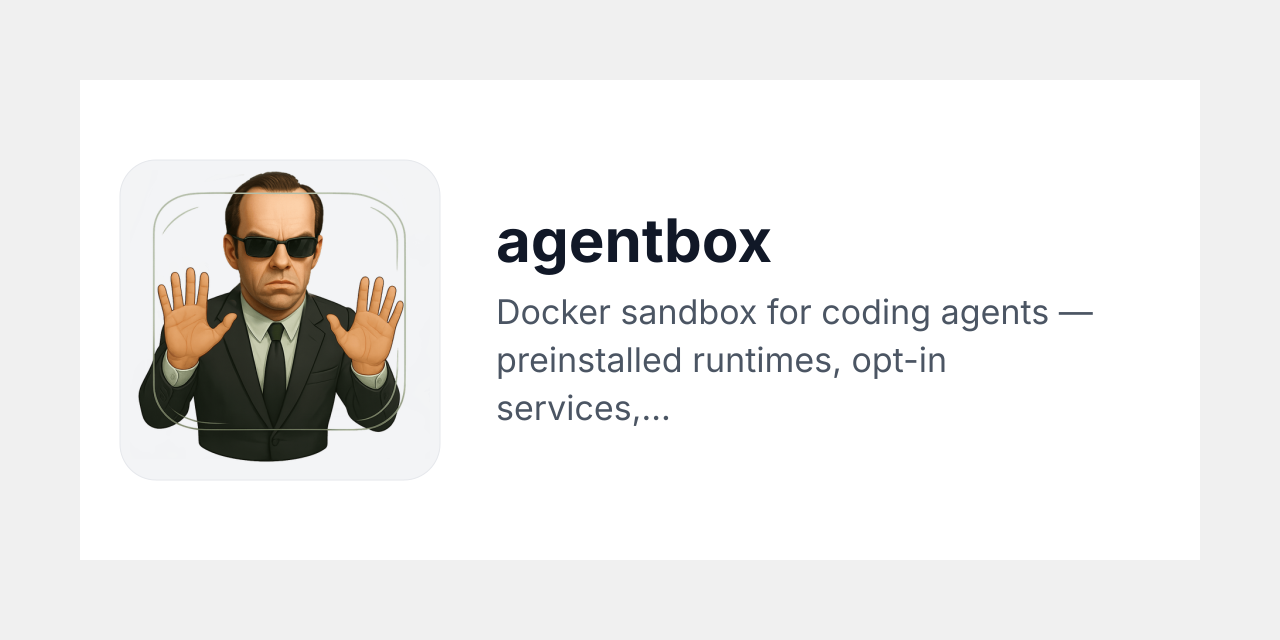 agentbox
Docker sandbox for coding agents —
preinstalled runtimes, opt-in
services,...